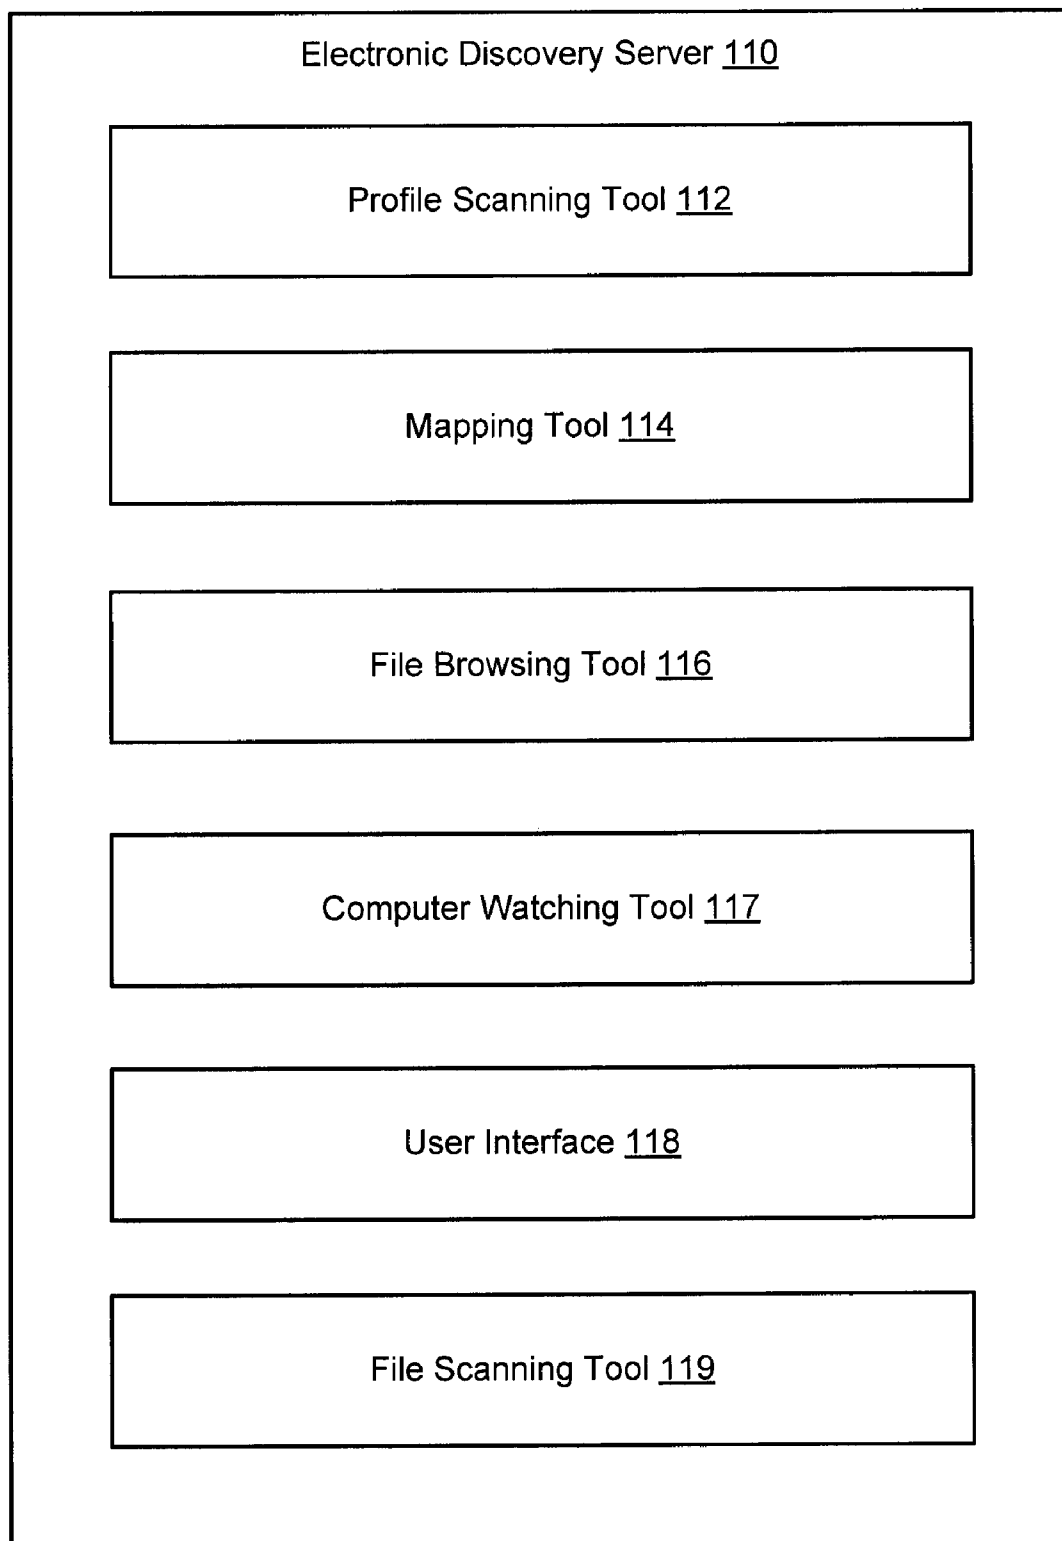 Electronic Discovery Server 110
Profile Scanning Tool 112
Mapping Tool 114
File Browsing Tool 116
Computer Watching Tool 117
User Interface 118
File Scanning Tool 119